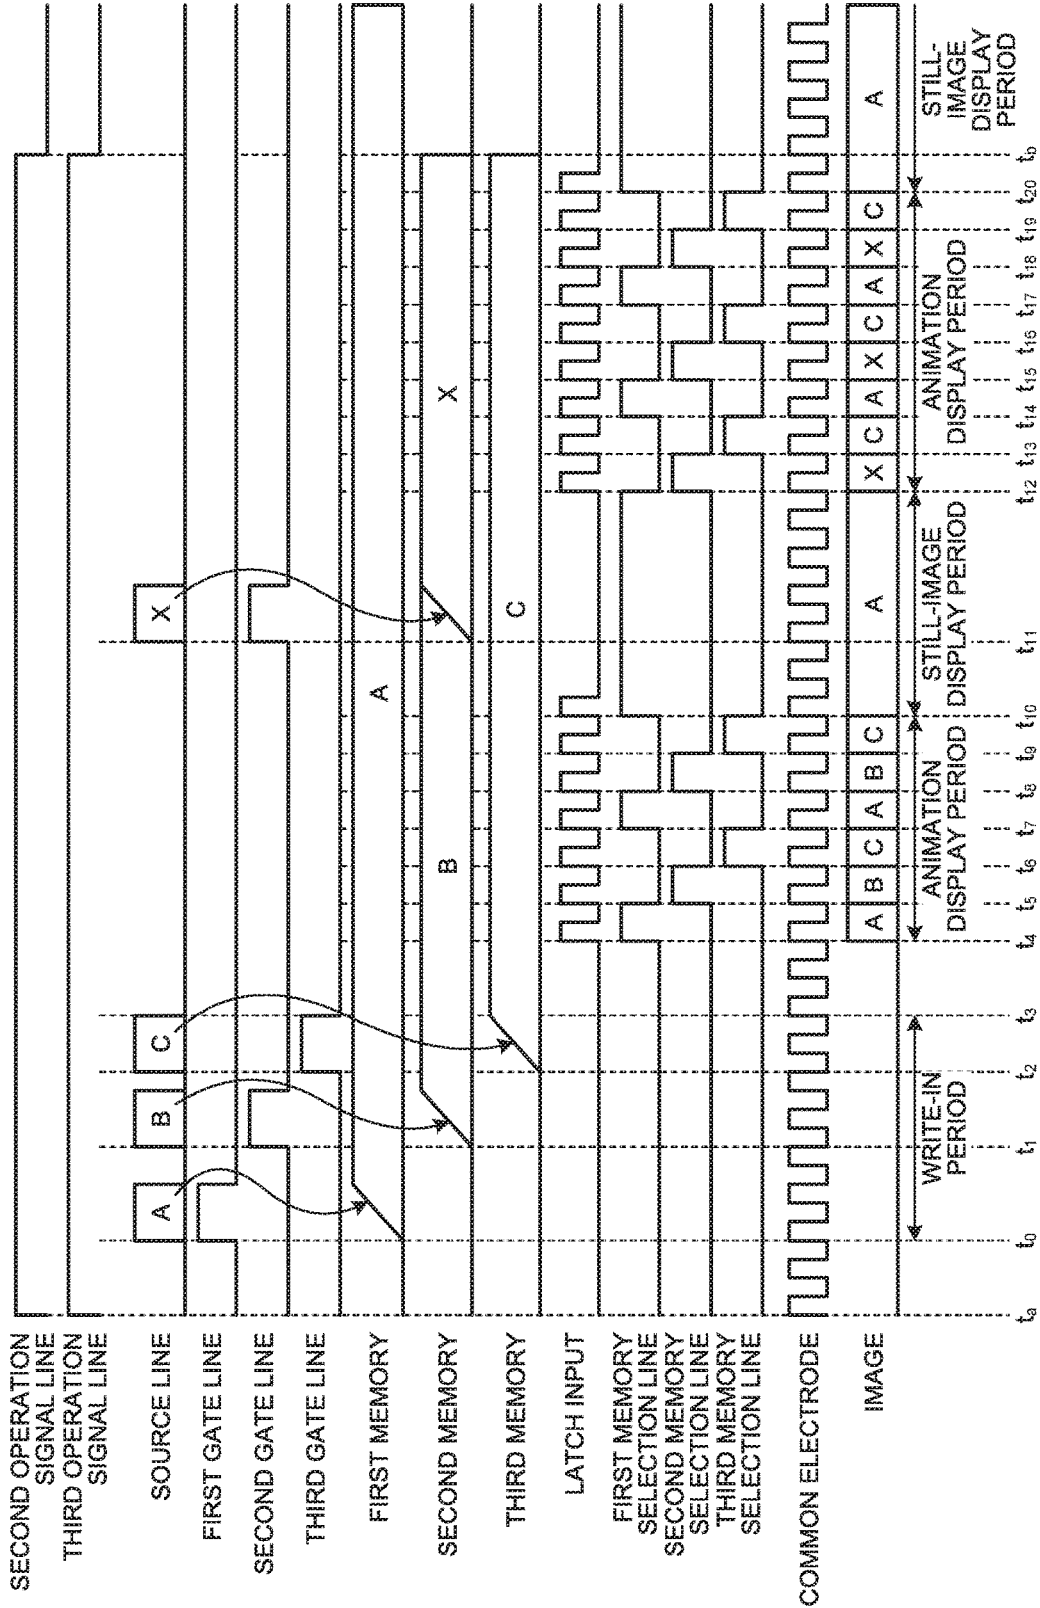 SECOND OPERATION
SIGNAL LINE
THIRD OPERATION
SIGNAL LINE
SOURCE LINE
A
B
C
X
FIRST GATE LINE
SECOND GATE LINE
THIRD GATE LINE
FIRST MEMORY
A
SECOND MEMORY
B
X
THIRD MEMORY
C
LATCH INPUT
FIRST MEMORY
SELECTION LINE
SECOND MEMORY
SELECTION LINE
THIRD MEMORY
SELECTION LINE
COMMON ELECTRODE
IMAGE
A
B
C
A
B
C
A
X
C
A
X
C
A
X
C
A
WRITE-IN
PERIOD
ANIMATION
DISPLAY PERIOD
STILL-IMAGE
DISPLAY PERIOD
ANIMATION
DISPLAY PERIOD
STILL-
IMAGE
DISPLAY
PERIOD
ta
t0
t1
t2
t3
t4
t5
t6
t7
t8
t9
t10
t11
t12
t13
t14
t15
t16
t17
t18
t19
t20
tb